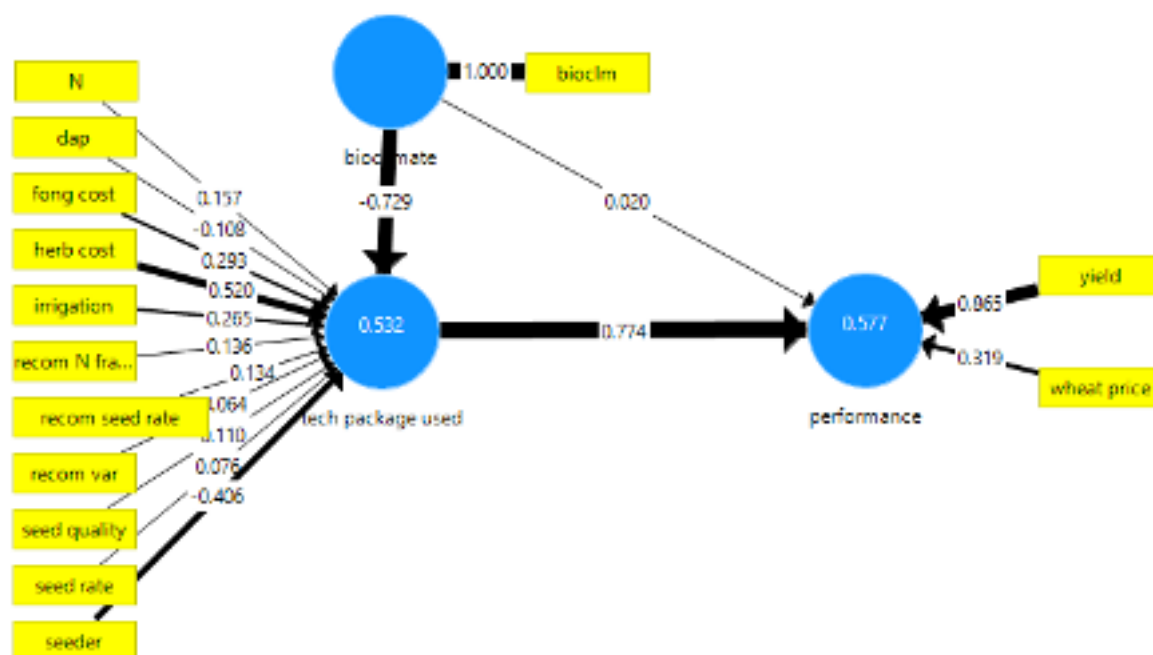 N
dap
fong cost
herb cost
irrigation
recom N fra...
recom seed rate
recom var
seed quality
seed rate
seeder
0.157
-0.108
0.293
0.520
0.265
0.136
0.134
.064
.110
0.076
-0.406
1.000
bioclm
-0.729
0.020
0.532
tech package used
0.774
0.577
performance
0.865
yield
0.319
wheat price